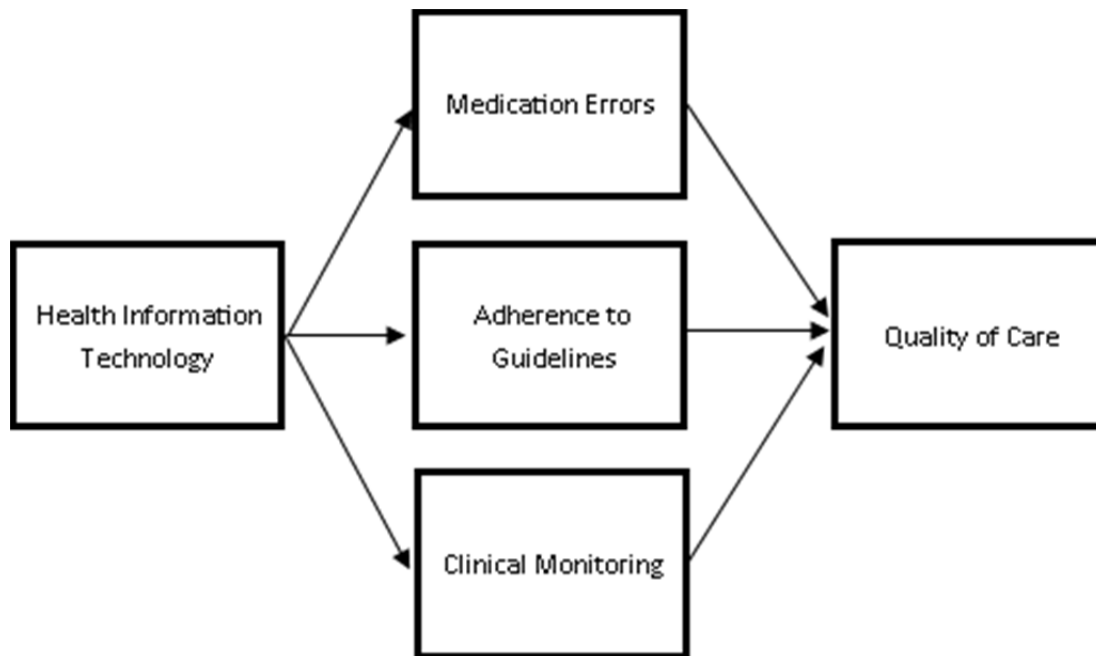 Medication Errors
Health Information
Technology
Adherence to
Guidelines
Quality of Care
Clinical Monitoring